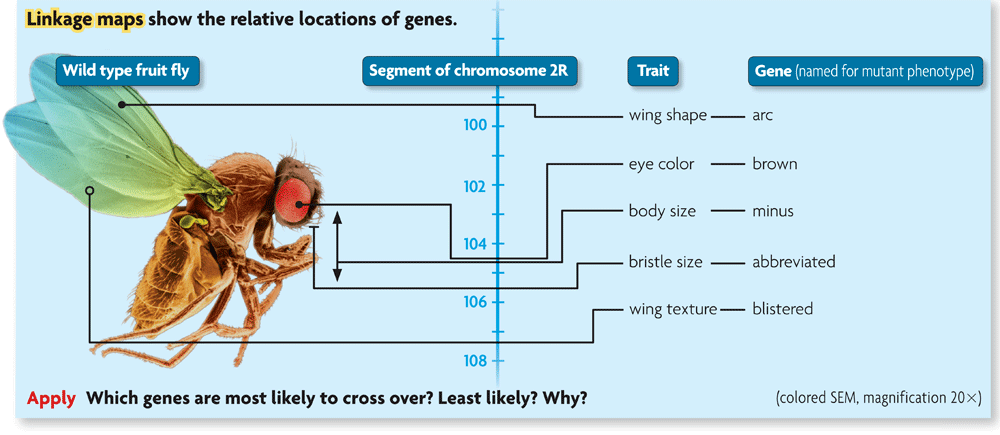 Linkage maps show the relative locations of genes.
Wild type fruit fly
Segment of chromosome 2R
Trait
Gene (named for mutant phenotype)
100
102
104
106
108
wing shape arc
eye color brown
body size minus
bristle size abbreviated
wing texture blistered
Apply Which genes are most likely to cross over? Least likely? Why?
(colored SEM, magnification 20×)